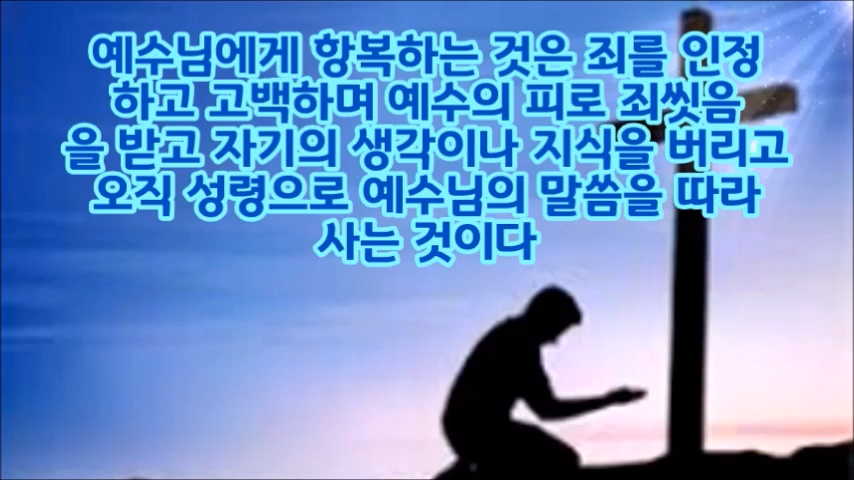 예수님에게 항복하는 것은 죄를 인정
하고 고백하며 예수의 피로 죄씻음
을 받고 자기의 생각이나 지식을 버리고
오직 성령으로 예수님의 말씀을 따라
사는 것이다